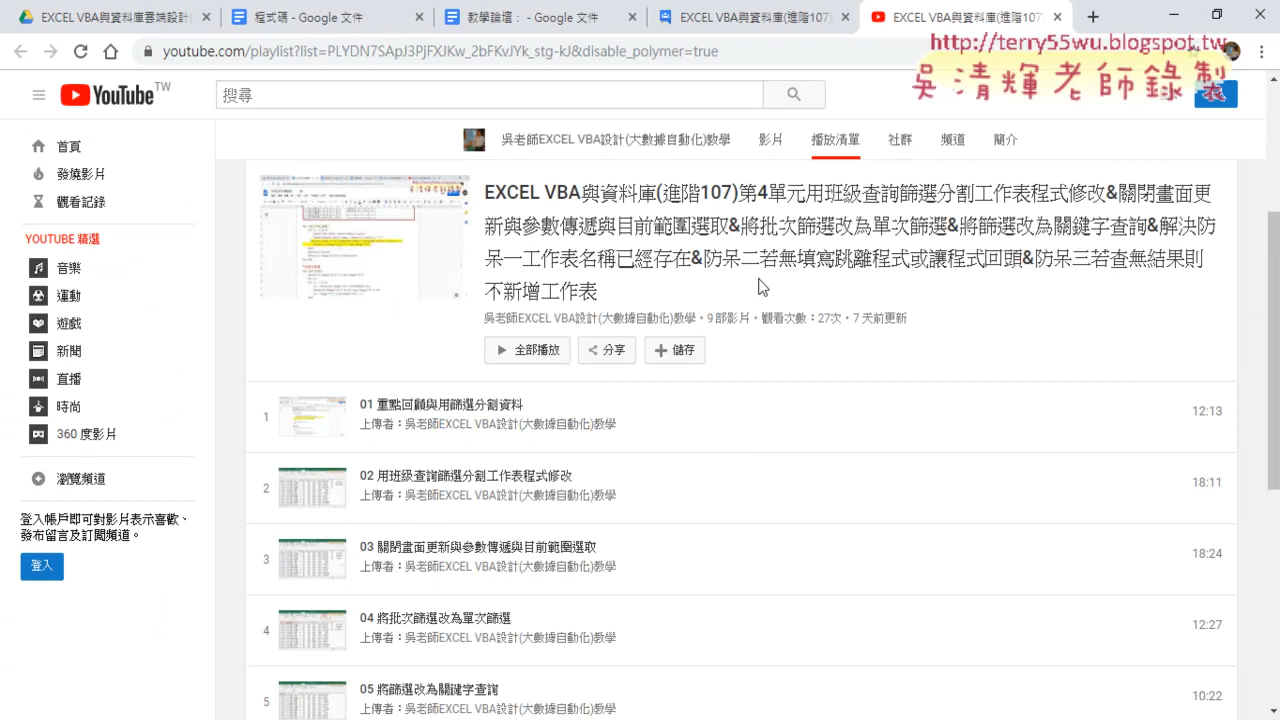 VBA與資料庫雲端設計(
程式碼 - Google 文件
教學論壇： - Google 文件
VBA與資料庫(進階107)
EXCEL VBA與資料庫(進階107
youtube.com/playlist?list=PLYDN7SApJ3PjFXJKw_2bFKvJYk_stg-kJ&disable_polymer=true
http://terry55wu.blogspot.tw
吳清輝老師錄製
YouTube TW
搜尋
首頁
發燒影片
觀看記錄
YOUTUBE 精選
音樂
運動
遊戲
新聞
直播
時尚
360 度影片
瀏覽頻道
登入帳戶即可對影片表示喜歡、
發布留言及訂閱頻道。
登入
吳老師EXCEL VBA設計(大數據自動化)教學
影片
播放清單
社群
頻道
簡介
EXCEL VBA與資料庫(進階107)第4單元用班級查詢篩選分割工作表程式修改&關閉畫面更
新與參數傳遞與目前範圍選取&將批次篩選改為單次篩選&將篩選改為關鍵字查詢&解決防
呆一工作表名稱已經存在&防呆二若無填寫跳離程式或讓程式回頭&防呆三若查無結果則
不新增工作表
吳老師EXCEL VBA設計(大數據自動化)教學・9 部影片・觀看次數：27次・7 天前更新
全部播放
分享
儲存
1
01 重點回顧與用篩選分割資料
上傳者：吳老師EXCEL VBA設計(大數據自動化)教學
12:13
2
02 用班級查詢篩選分割工作表程式修改
上傳者：吳老師EXCEL VBA設計(大數據自動化)教學
18:11
3
03 關閉畫面更新與參數傳遞與目前範圍選取
上傳者：吳老師EXCEL VBA設計(大數據自動化)教學
18:24
4
04 將批次篩選改為單次篩選
上傳者：吳老師EXCEL VBA設計(大數據自動化)教學
12:27
5
05 將篩選改為關鍵字查詢
上傳者：吳老師EXCEL VBA設計(大數據自動化)教學
10:22